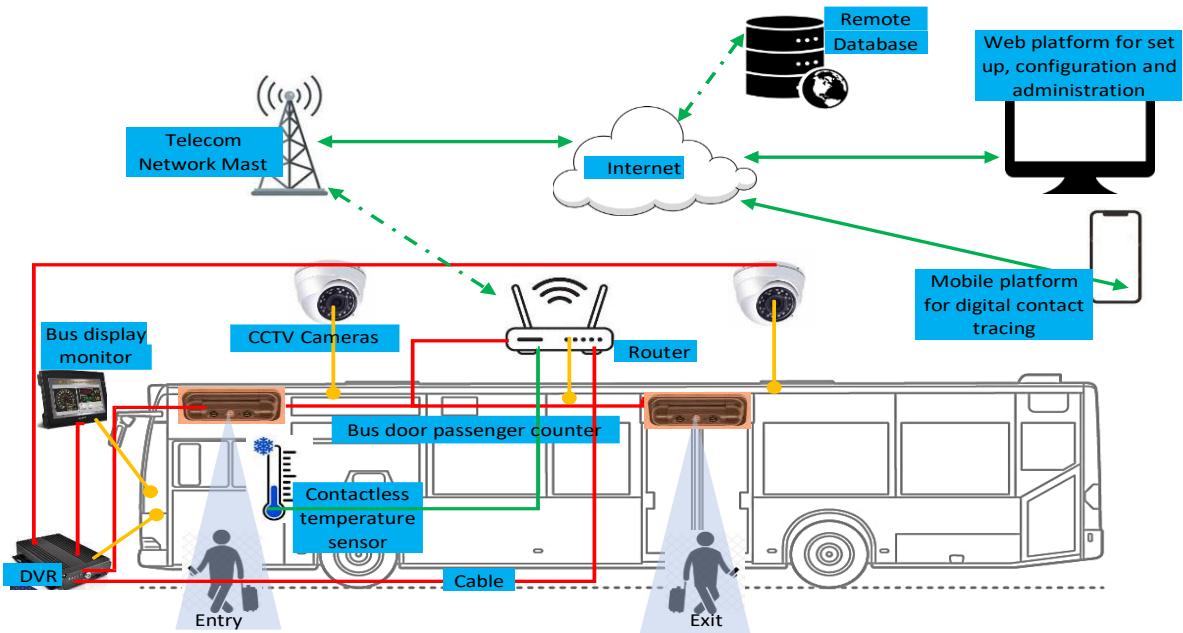 Remote
Database
Web platform for set
up, configuration and
administration
Telecom
Network Mast
Internet
Mobile platform
for digital contact
tracing
Bus display
monitor
CCTV Cameras
Router
Bus door passenger counter
Contactless
temperature
sensor
DVR
Cable
Entry
Exit